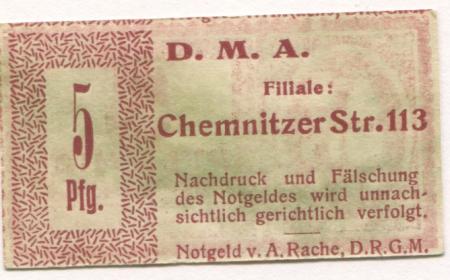 D. M. A.
Filiale:
Chemnitzer Str. 113
5
Pfg.
Nachdruck und Fälschung
des Notgeldes wird unnach-
sichtlich gerichtlich verfolgt.
Notgeld v. A. Rache, D.R.G.M.